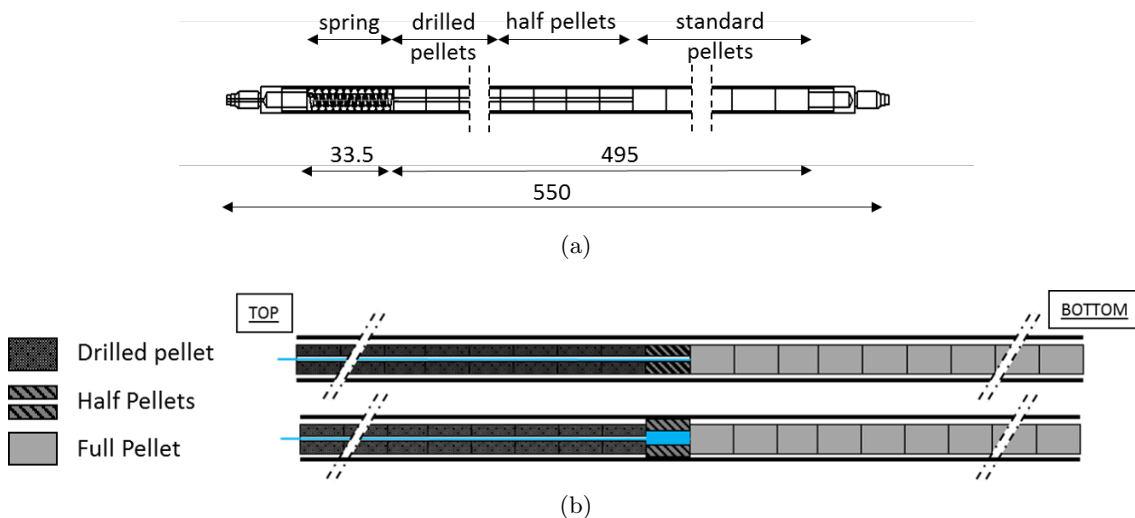 spring drilled half pellets standard
pellets pellets
33.5 495
550
(a)
TOP BOTTOM
Drilled pellet
Half Pellets
Full Pellet
(b)